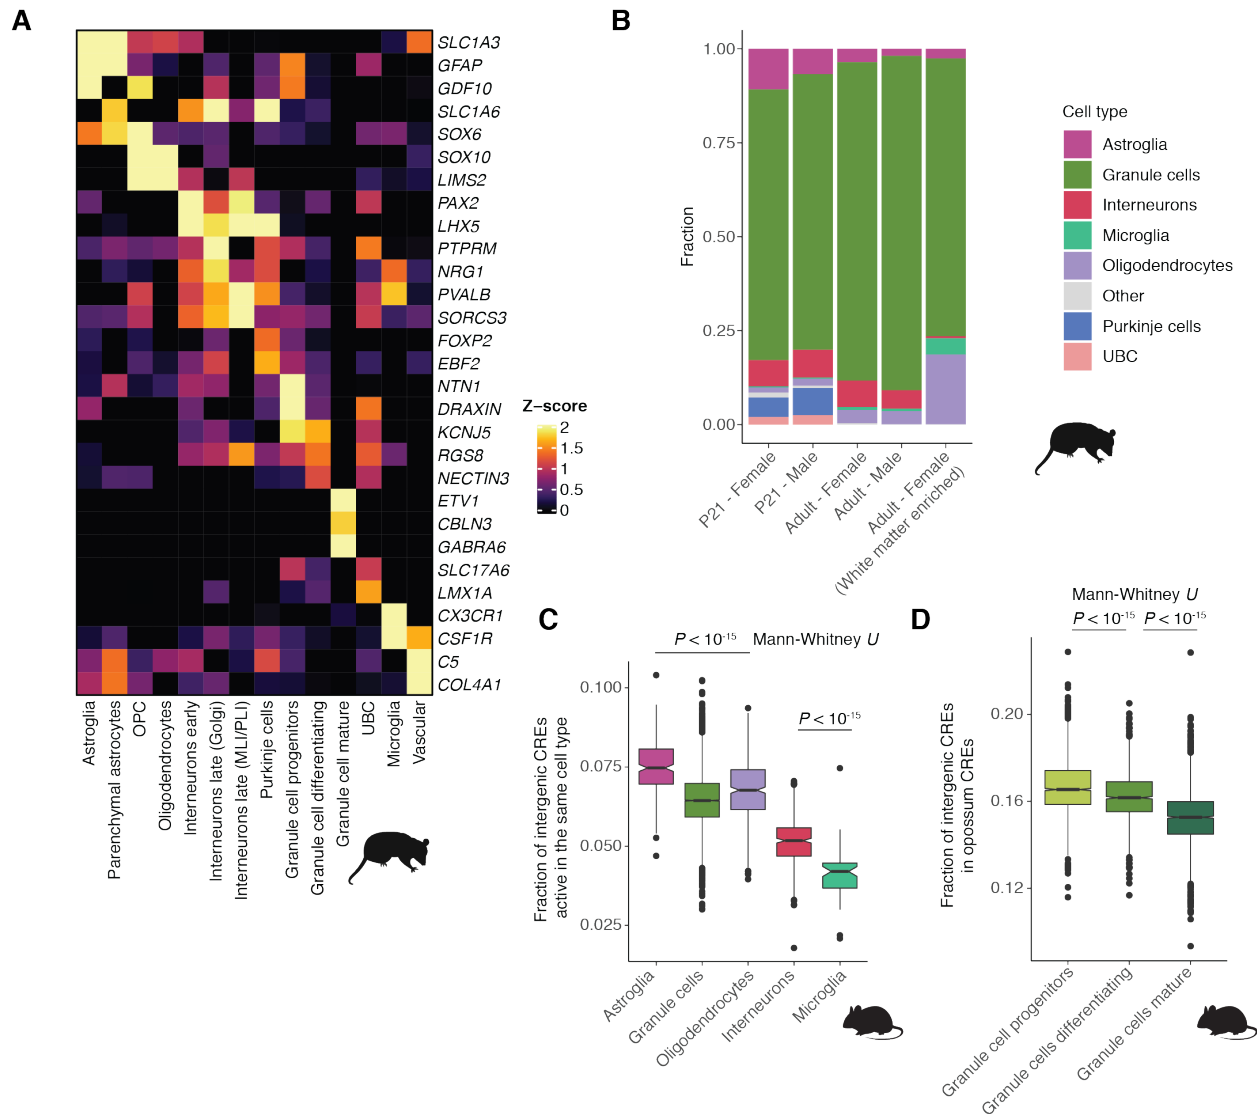 A
SLC1A3
GFAP
GDF10
SLC1A6
SOX6
SOX10
LIMS2
PAX2
LHX5
PTPRM
NRG1
PVALB
SORCS3
FOXP2
EBF2
NTN1
DRAXIN
KCNJ5
RGS8
NECTIN3
ETV1
CBLN3
GABRA6
SLC17A6
LMX1A
CX3CR1
CSF1R
C5
COL4A1
Astroglia
Parenchymal astrocytes
OPC
Oligodendrocytes
Interneurons early
Interneurons late (Golgi)
Interneurons late (MLI/PLI)
Purkinje cells
Granule cell progenitors
Granule cell differentiating
Granule cell mature
UBC
Microglia
Vascular
Z−score
2
1.5
1
0.5
0
B
Fraction
1.00
0.75
0.50
0.25
0.00
P21 - Female
P21 - Male
Adult - Female
Adult - Male
Adult - Female
(White matter enriched)
Cell type
Astroglia
Granule cells
Interneurons
Microglia
Oligodendrocytes
Other
Purkinje cells
UBC
C
P < 10-15 Mann-Whitney U
P < 10-15
Fraction of intergenic CREs
active in the same cell type
0.100
0.075
0.050
0.025
Astroglia
Granule cells
Oligodendrocytes
Interneurons
Microglia
D
Mann-Whitney U
P < 10-15 P < 10-15
Fraction of intergenic CREs
in opossum CREs
0.20
0.16
0.12
Granule cell progenitors
Granule cells differentiating
Granule cells mature